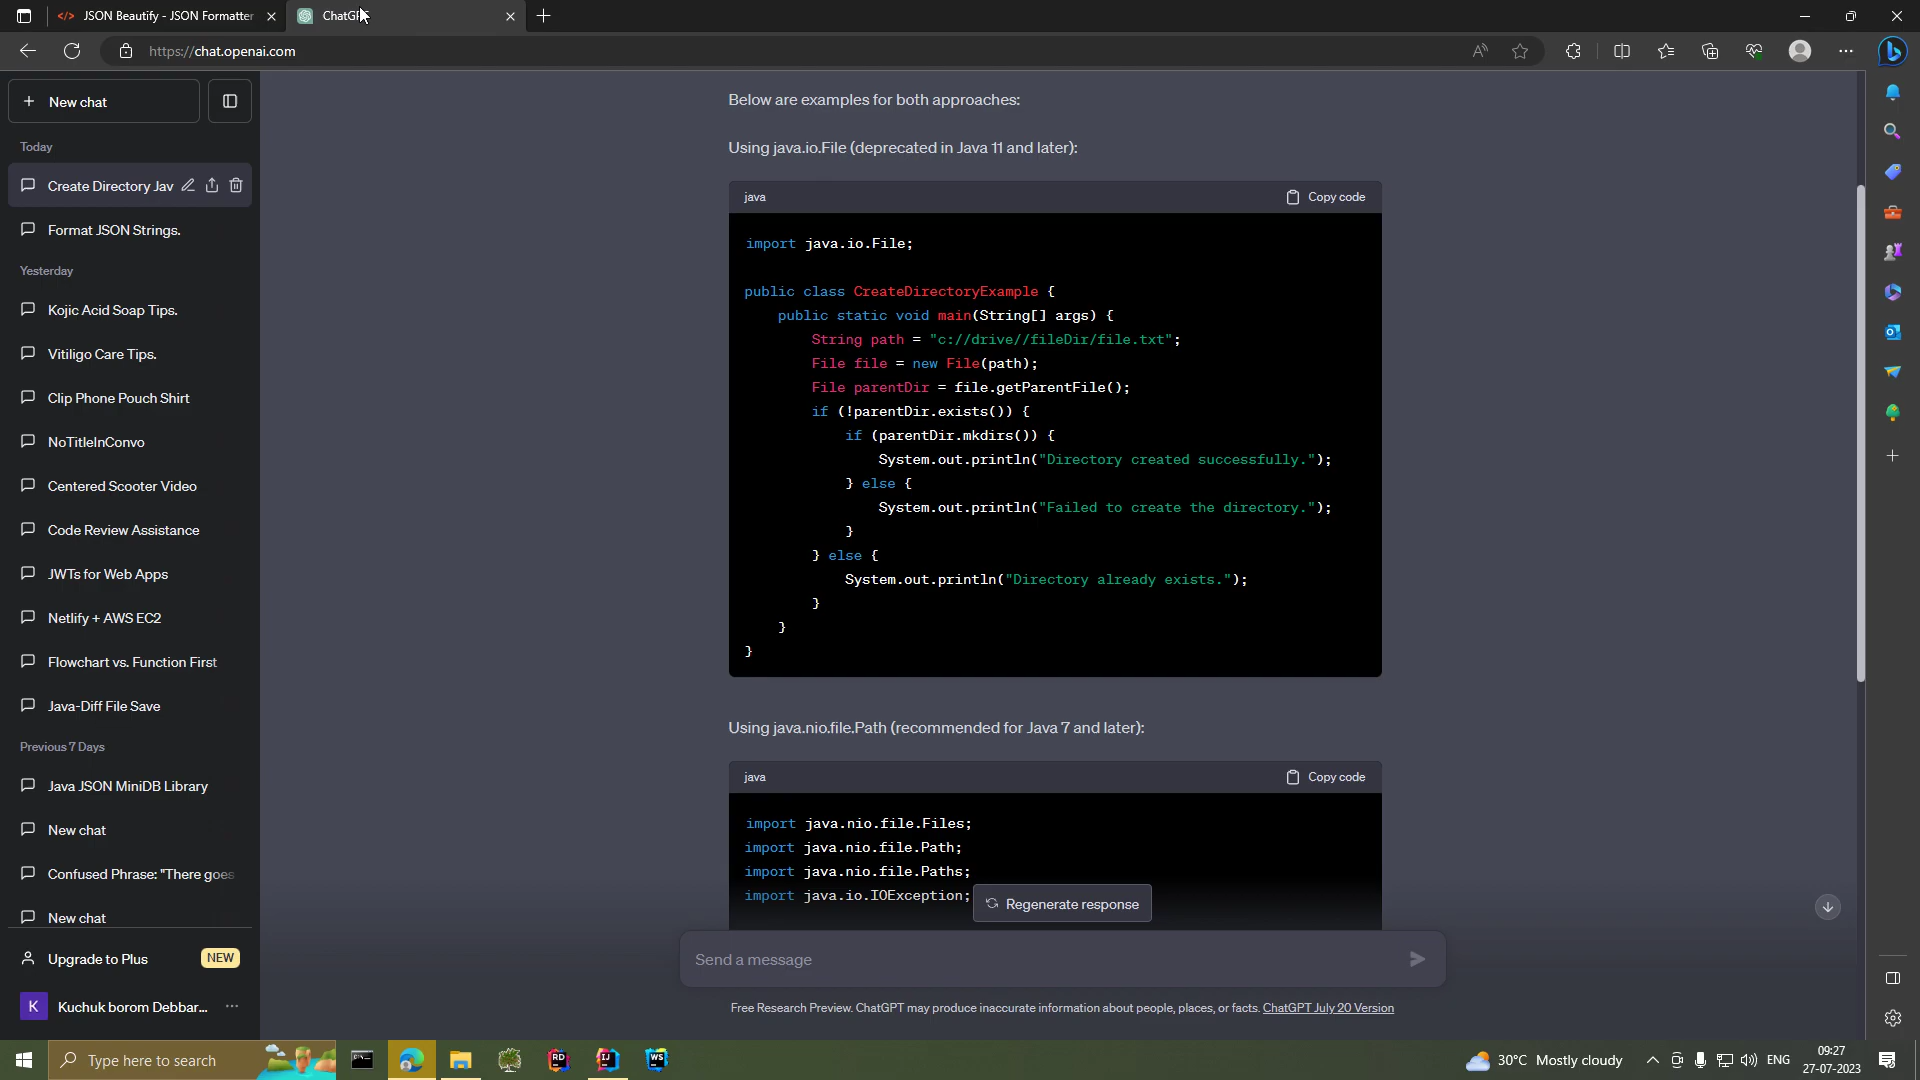 JSON Beautify - JSON Formatter
ChatGPT
https://chat.openai.com
New chat
Today
Create Directory Jav
Format JSON Strings.
Yesterday
Kojic Acid Soap Tips.
Vitiligo Care Tips.
Clip Phone Pouch Shirt
NoTitleInConvo
Centered Scooter Video
Code Review Assistance
JWTs for Web Apps
Netlify + AWS EC2
Flowchart vs. Function First
Java-Diff File Save
Previous 7 Days
Java JSON MiniDB Library
New chat
Confused Phrase: "There goes
New chat
Upgrade to Plus NEW
K Kuchuk borom Debbar...
Below are examples for both approaches:
Using java.io.File (deprecated in Java 11 and later):
java Copy code
import java.io.File;
public class CreateDirectoryExample {
public static void main(String[] args) {
String path = "c://drive//fileDir/file.txt";
File file = new File(path);
File parentDir = file.getParentFile();
if (!parentDir.exists()) {
if (parentDir.mkdirs()) {
System.out.println("Directory created successfully.");
} else {
System.out.println("Failed to create the directory.");
}
} else {
System.out.println("Directory already exists.");
}
}
}
Using java.nio.file.Path (recommended for Java 7 and later):
java Copy code
import java.nio.file.Files;
import java.nio.file.Path;
import java.nio.file.Paths;
import java.io.IOException;
Regenerate response
Send a message
Free Research Preview. ChatGPT may produce inaccurate information about people, places, or facts. ChatGPT July 20 Version
Type here to search
RD
IJ
WS
30°C Mostly cloudy
ENG
09:27
27-07-2023